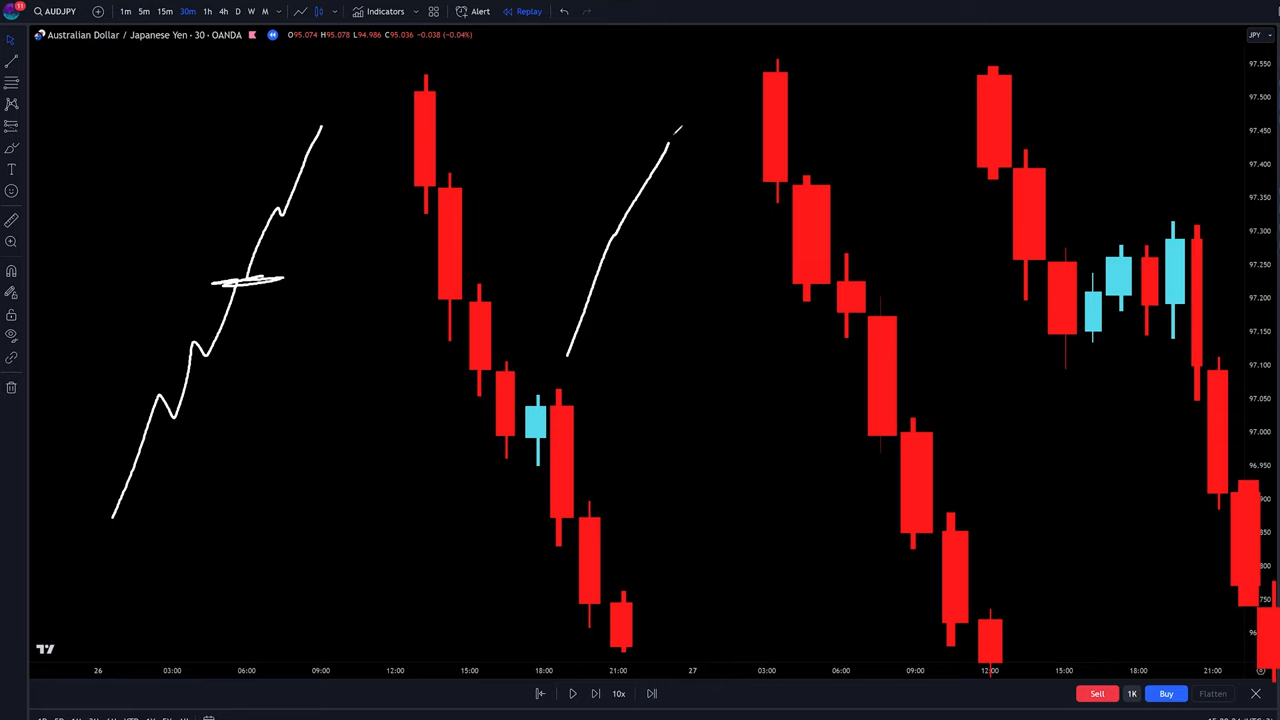 11
AUDJPY
1m 5m 15m 30m 1h 4h D W M
Indicators
Alert
Replay
Australian Dollar / Japanese Yen · 30 · OANDA
O95.074 H95.078 L94.986 C95.036 −0.038 (−0.04%)
JPY
97.550
97.500
97.450
97.400
97.350
97.300
97.250
97.200
97.150
97.100
97.050
97.000
96.950
26 03:00 06:00 09:00 12:00 15:00 18:00 21:00 27 03:00 06:00 09:00 12:00 15:00 18:00 21:00
10x
Sell 1K Buy Flatten